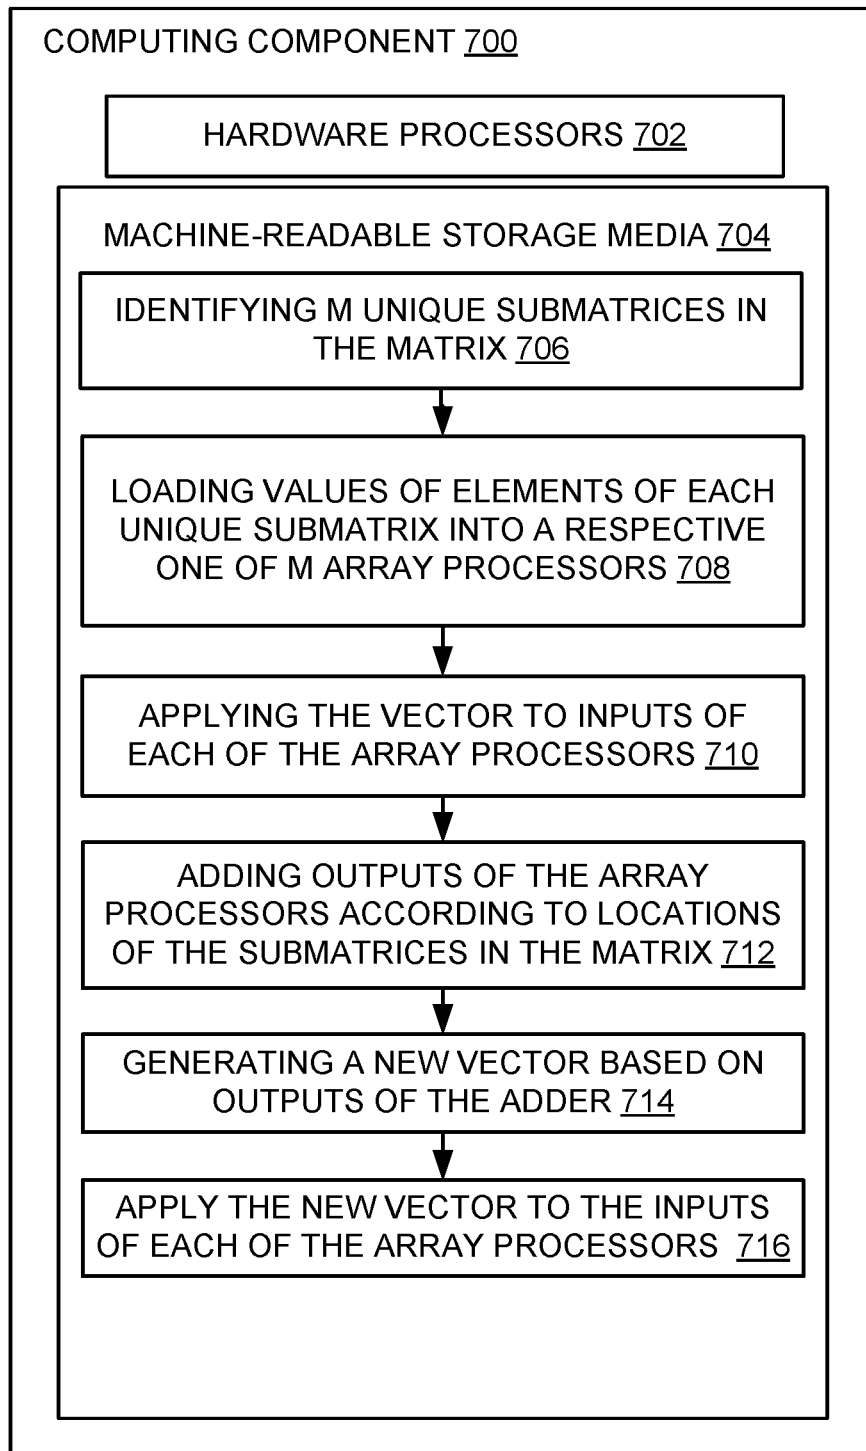 COMPUTING COMPONENT 700
HARDWARE PROCESSORS 702
MACHINE-READABLE STORAGE MEDIA 704
IDENTIFYING M UNIQUE SUBMATRICES IN
THE MATRIX 706
LOADING VALUES OF ELEMENTS OF EACH
UNIQUE SUBMATRIX INTO A RESPECTIVE
ONE OF M ARRAY PROCESSORS 708
APPLYING THE VECTOR TO INPUTS OF
EACH OF THE ARRAY PROCESSORS 710
ADDING OUTPUTS OF THE ARRAY
PROCESSORS ACCORDING TO LOCATIONS
OF THE SUBMATRICES IN THE MATRIX 712
GENERATING A NEW VECTOR BASED ON
OUTPUTS OF THE ADDER 714
APPLY THE NEW VECTOR TO THE INPUTS
OF EACH OF THE ARRAY PROCESSORS 716